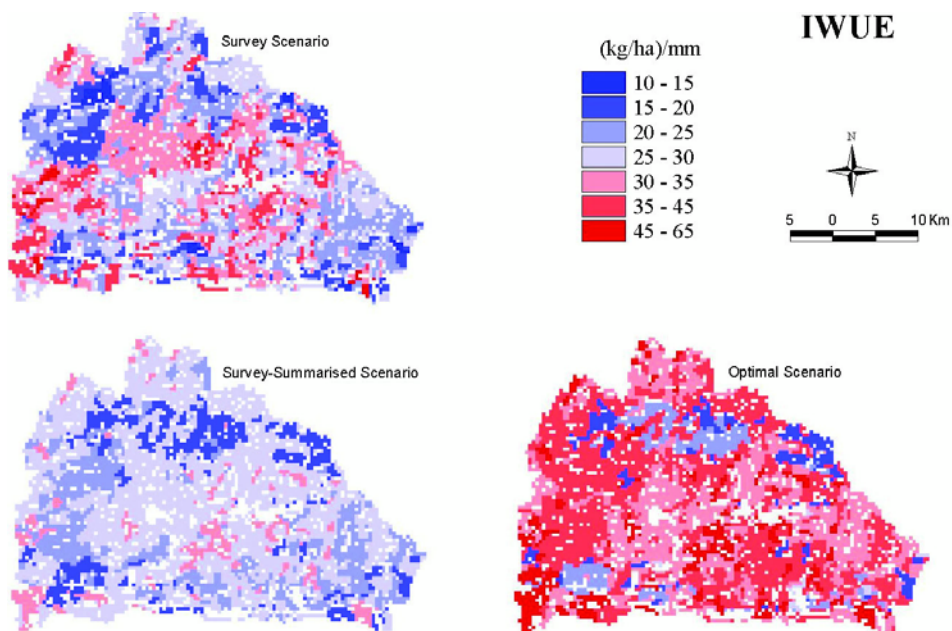 Survey Scenario
IWUE
(kg/ha)/mm
10 - 15
15 - 20
20 - 25
25 - 30
30 - 35
35 - 45
45 - 65
N
5 0 5 10 Km
Survey-Summarised Scenario
Optimal Scenario